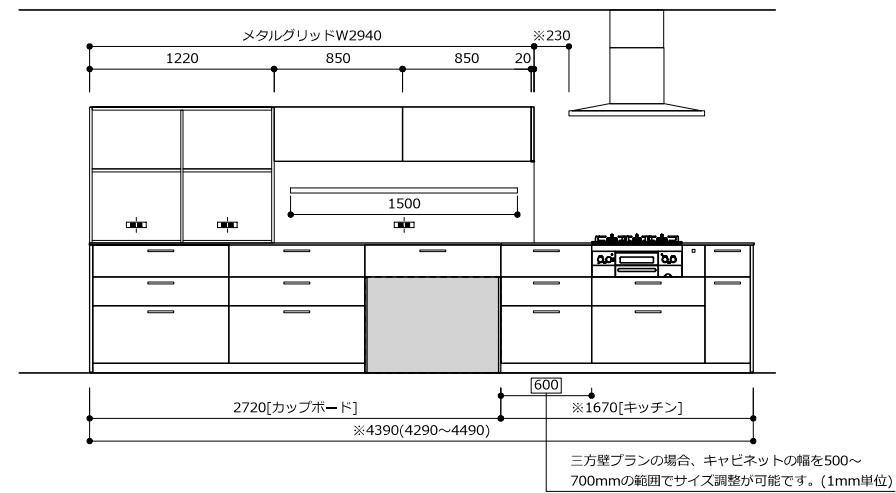 メタルグリッドW2940
※230
1220
850
850
20
1500
600
2720[カップボード]
※1670[キッチン]
※4390(4290～4490)
三方壁プランの場合、キャビネットの幅を500～
700mmの範囲でサイズ調整が可能です。(1mm単位)